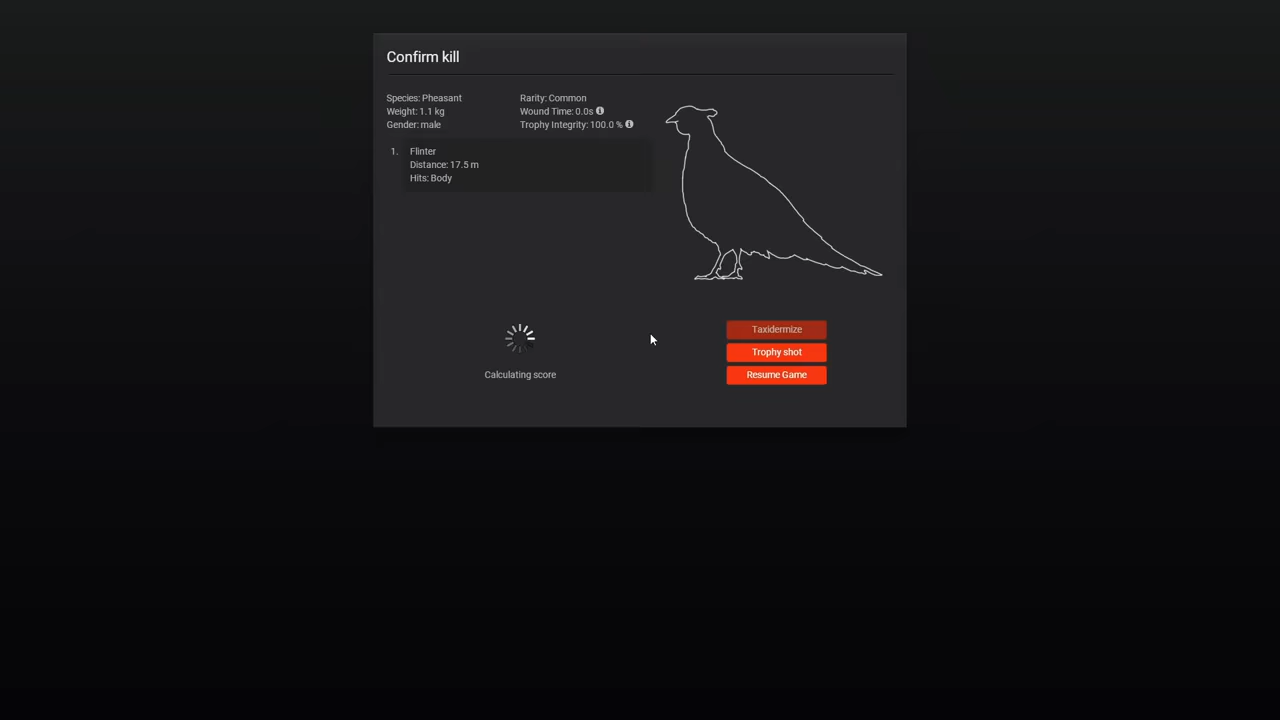 Confirm kill
Species: Pheasant
Weight: 1.1 kg
Gender: male
Rarity: Common
Wound Time: 0.0s
Trophy Integrity: 100.0 %
1. Flinter
Distance: 17.5 m
Hits: Body
Calculating score
Taxidermize
Trophy shot
Resume Game